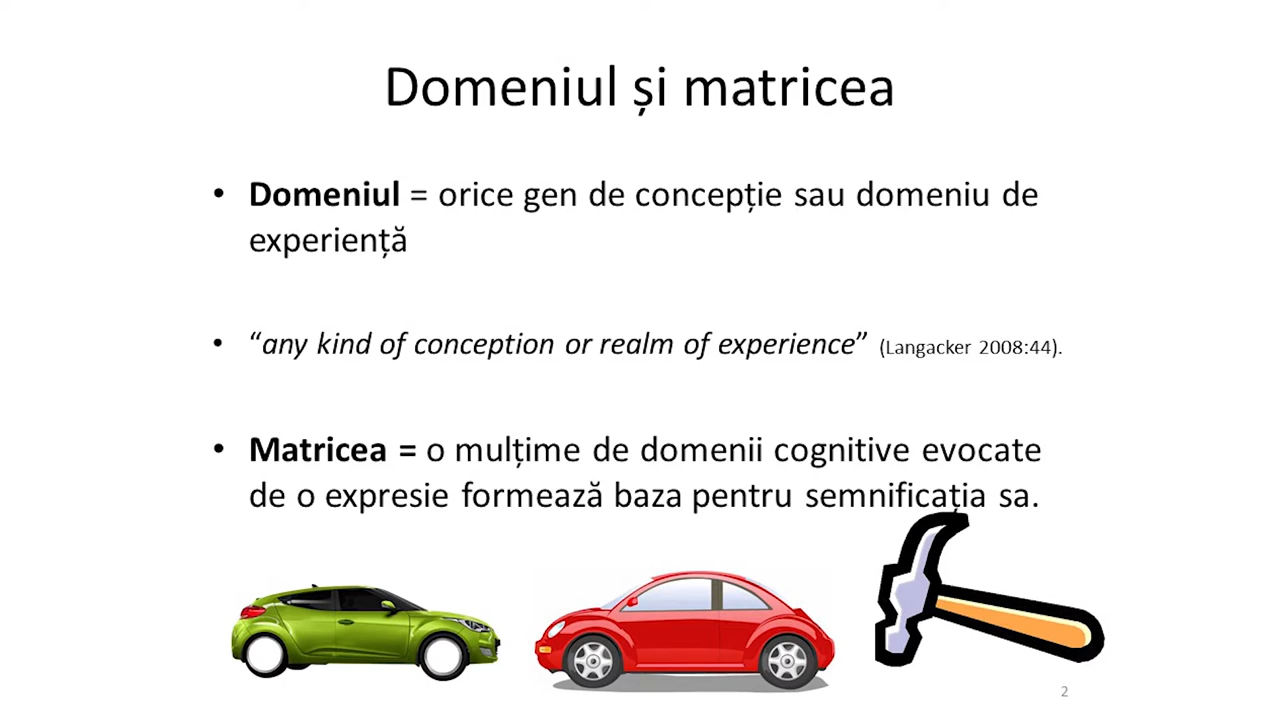 Domeniul și matricea
• Domeniul = orice gen de concepție sau domeniu de
experiență
• “any kind of conception or realm of experience” (Langacker 2008:44).
• Matricea = o mulțime de domenii cognitive evocate
de o expresie formează baza pentru semnificația sa.
2